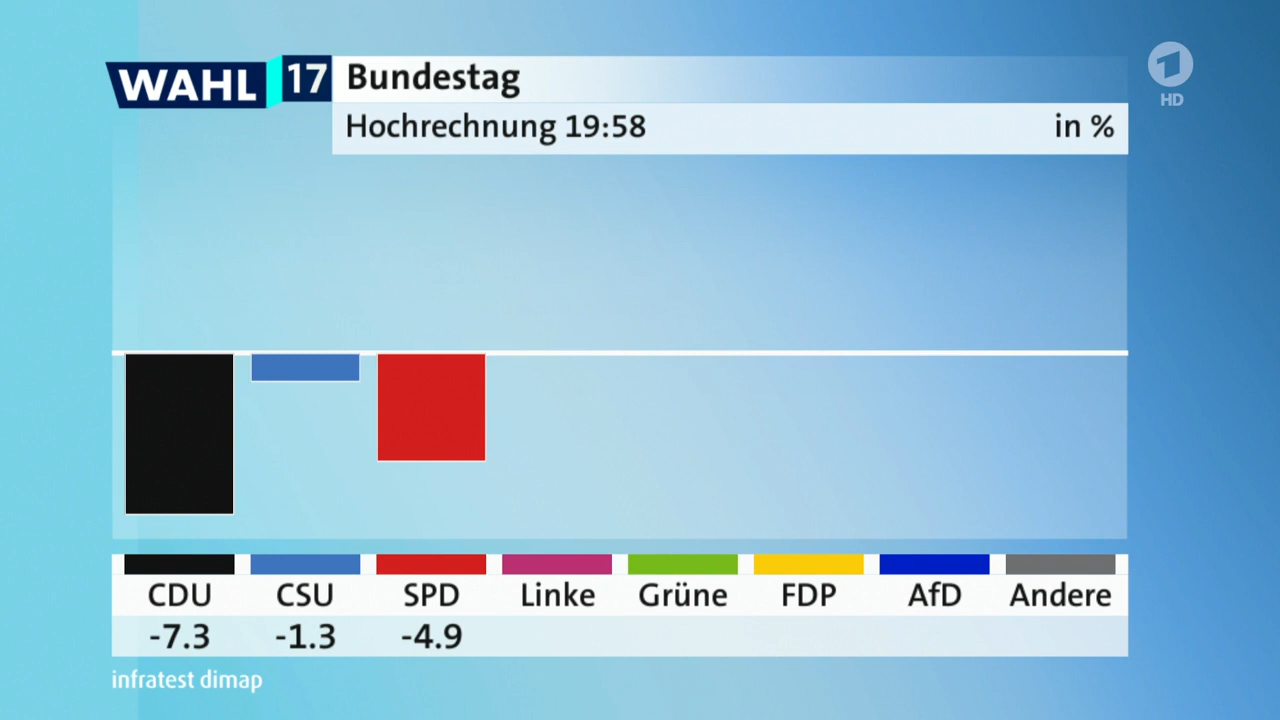 WAHL 17 Bundestag
Hochrechnung 19:58 in %
1
HD
CDU CSU SPD Linke Grüne FDP AfD Andere
-7.3 -1.3 -4.9
infratest dimap